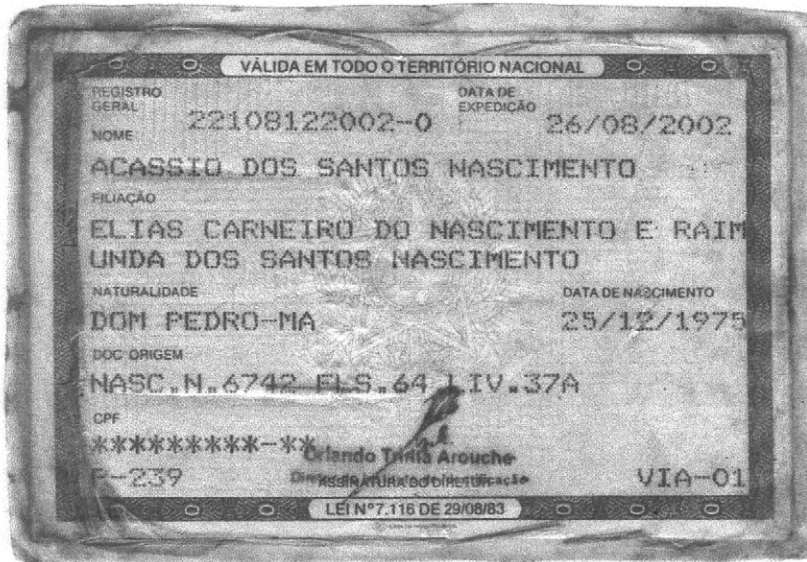 VÁLIDA EM TODO O TERRITÓRIO NACIONAL
REGISTRO GERAL 22108122002-0 DATA DE EXPEDIÇÃO 26/08/2002
NOME
ACASSIO DOS SANTOS NASCIMENTO
FILIAÇÃO
ELIAS CARNEIRO DO NASCIMENTO E RAIM
UNDA DOS SANTOS NASCIMENTO
NATURALIDADE DATA DE NASCIMENTO
DOM PEDRO-MA 25/12/1975
DOC ORIGEM
NASC.N.6742 FLS.64 LIV.37A
CPF
*********-**
Orlando Arouche
P-239 ASSINATURA DO DIRETOR VIA-01
LEI Nº 7.116 DE 29/08/83